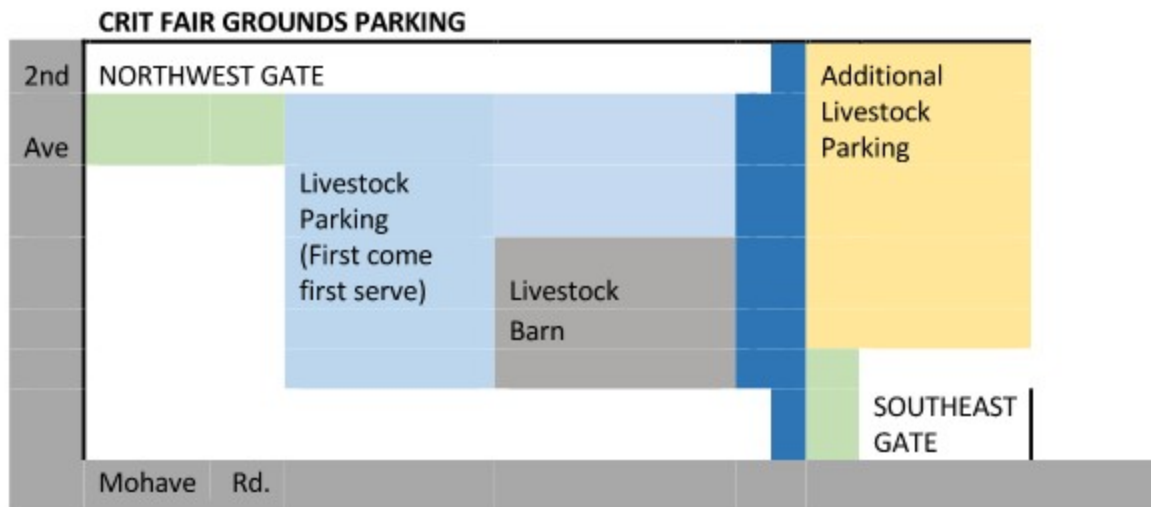 CRIT FAIR GROUNDS PARKING
2nd
Ave
NORTHWEST GATE
Livestock
Parking
(First come
first serve)
Livestock
Barn
Additional
Livestock
Parking
SOUTHEAST
GATE
Mohave Rd.